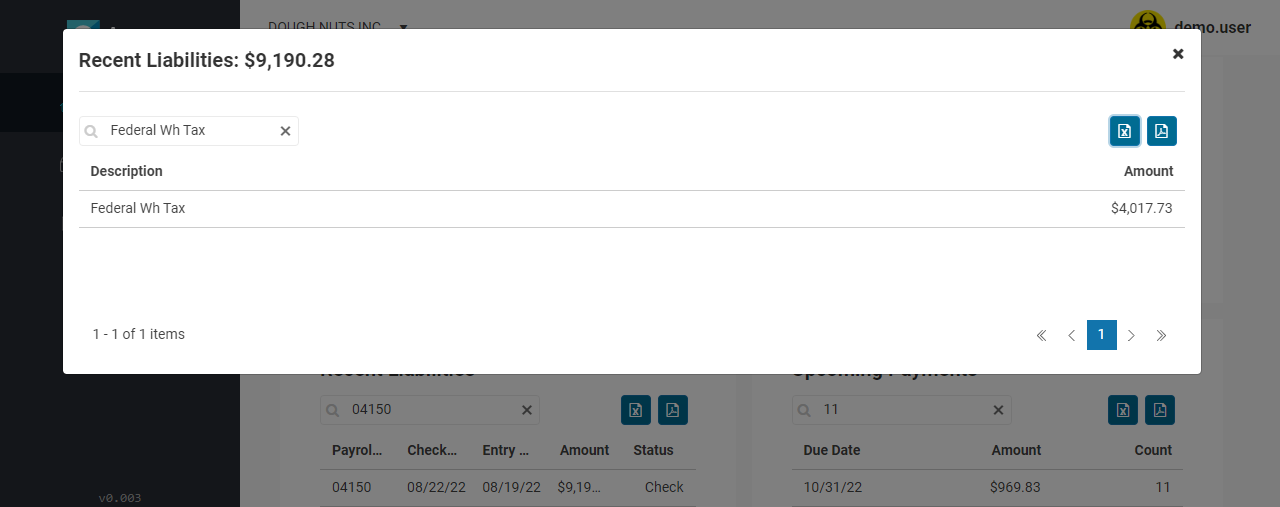 DOUGH NUTS INC
demo.user
Recent Liabilities: $9,190.28
Federal Wh Tax
Description Amount
Federal Wh Tax $4,017.73
1 - 1 of 1 items
1
Recent Liabilities Upcoming Payments
04150 11
Payrol... Check... Entry ... Amount Status Due Date Amount Count
04150 08/22/22 08/19/22 $9,19... Check 10/31/22 $969.83 11
v0.003